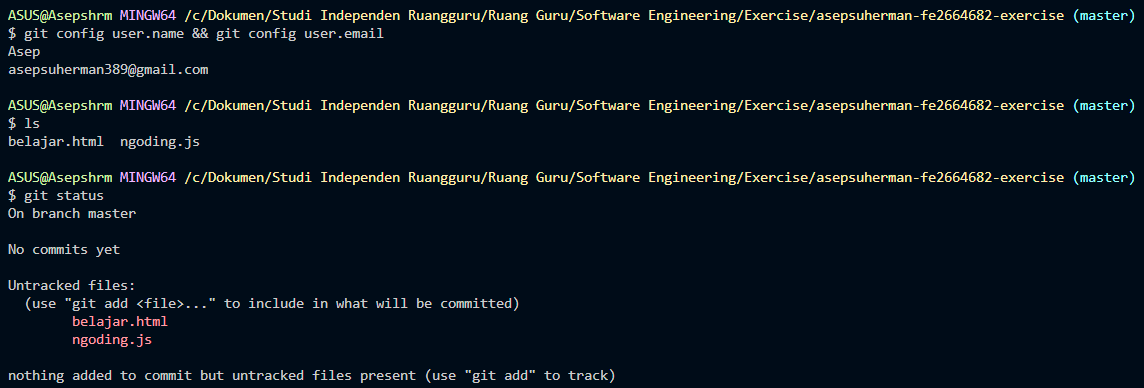 ASUS@Asepshrm MINGW64 /c/Dokumen/Studi Independen Ruangguru/Ruang Guru/Software Engineering/Exercise/asepsuherman-fe2664682-exercise (master)
$ git config user.name && git config user.email
Asep
asepsuherman389@gmail.com

ASUS@Asepshrm MINGW64 /c/Dokumen/Studi Independen Ruangguru/Ruang Guru/Software Engineering/Exercise/asepsuherman-fe2664682-exercise (master)
$ ls
belajar.html  ngoding.js

ASUS@Asepshrm MINGW64 /c/Dokumen/Studi Independen Ruangguru/Ruang Guru/Software Engineering/Exercise/asepsuherman-fe2664682-exercise (master)
$ git status
On branch master

No commits yet

Untracked files:
  (use "git add <file>..." to include in what will be committed)
        belajar.html
        ngoding.js

nothing added to commit but untracked files present (use "git add" to track)